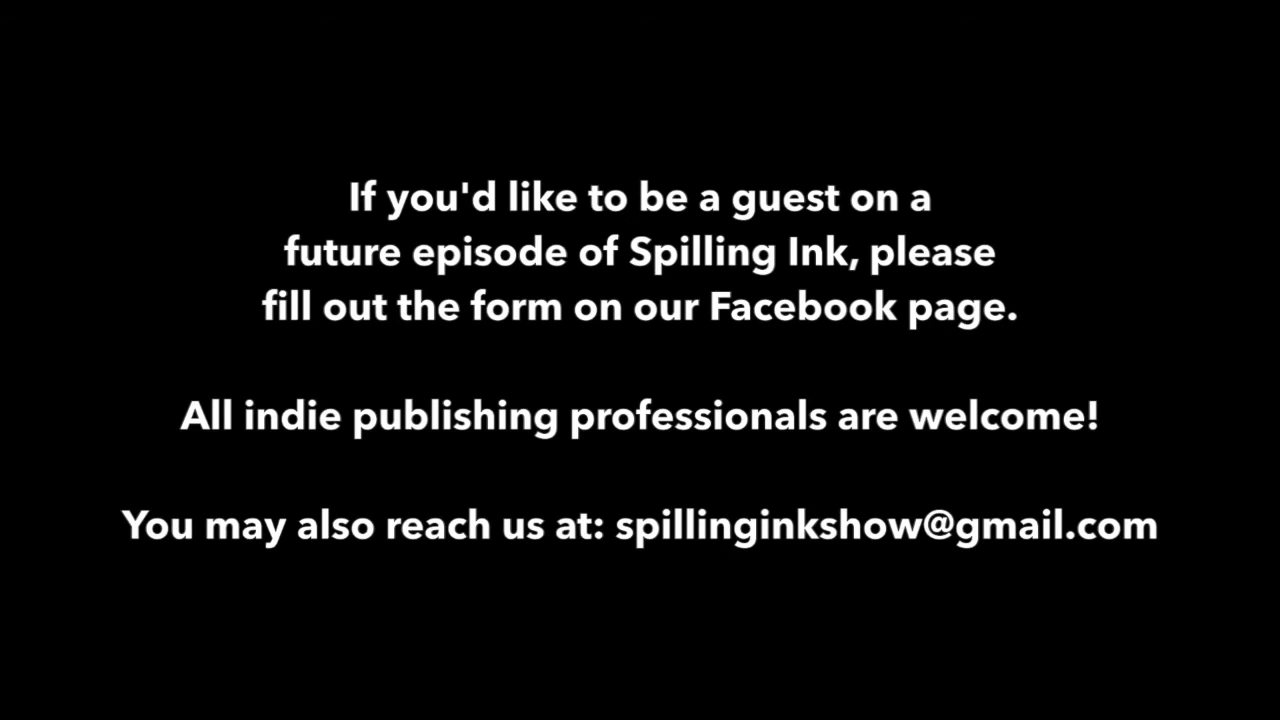 If you'd like to be a guest on a
future episode of Spilling Ink, please
fill out the form on our Facebook page.
All indie publishing professionals are welcome!
You may also reach us at: spillinginkshow@gmail.com